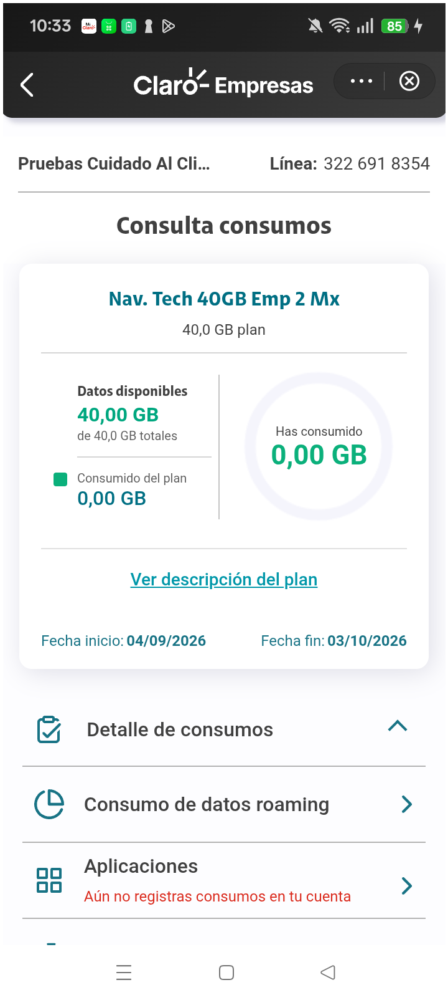 10:33
Mi
Claro
85
Claro- Empresas
Pruebas Cuidado Al Cli...
Línea: 322 691 8354
Consulta consumos
Nav. Tech 40GB Emp 2 Mx
40,0 GB plan
Datos disponibles
40,00 GB
de 40,0 GB totales
Consumido del plan
0,00 GB
Has consumido
0,00 GB
Ver descripción del plan
Fecha inicio: 04/09/2026
Fecha fin: 03/10/2026
Detalle de consumos
Consumo de datos roaming
Aplicaciones
Aún no registras consumos en tu cuenta